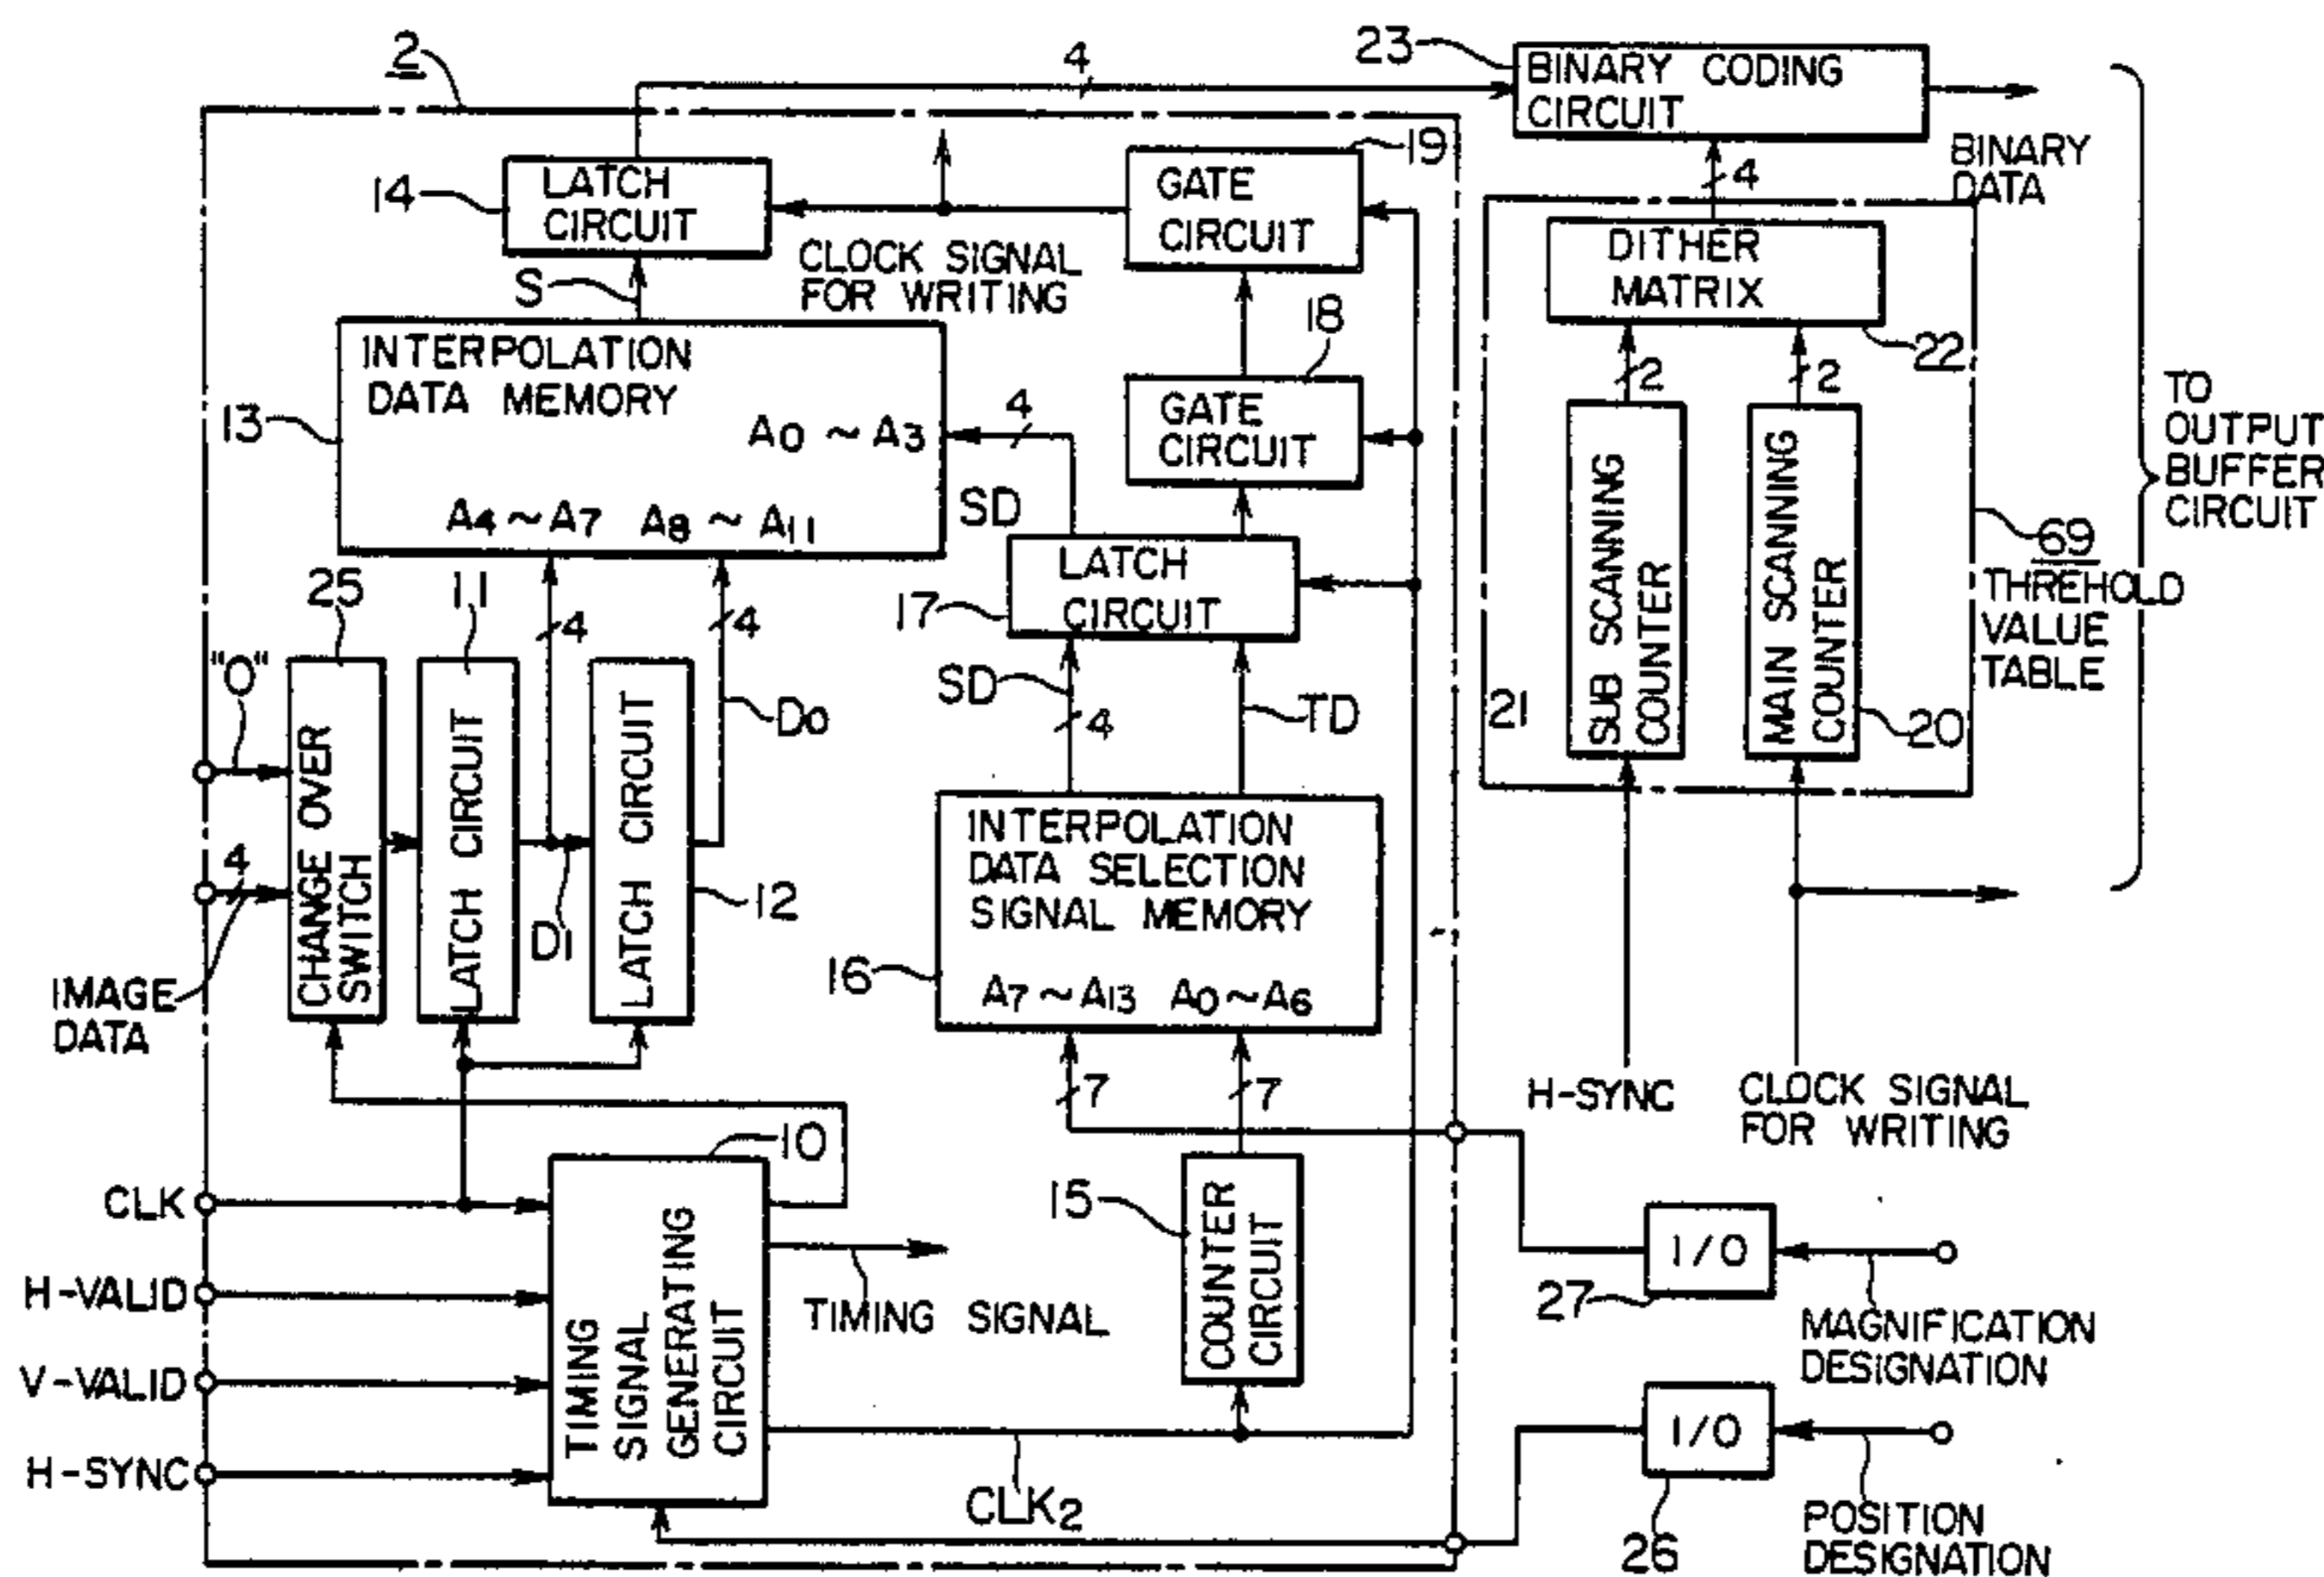 2
4
23
BINARY CODING
CIRCUIT
BINARY
DATA
14
LATCH
CIRCUIT
19
GATE
CIRCUIT
4
S
CLOCK SIGNAL
FOR WRITING
DITHER
MATRIX
22
18
GATE
CIRCUIT
13
INTERPOLATION
DATA MEMORY
A0 ~ A3
A4 ~ A7
A8 ~ A11
4
SD
2
2
TO
OUTPUT
BUFFER
CIRCUIT
17
LATCH
CIRCUIT
SUB SCANNING
COUNTER
MAIN SCANNING
COUNTER
69
THREHOLD
VALUE
TABLE
21
20
25
11
4
4
"0"
CHANGE OVER
SWITCH
LATCH CIRCUIT
LATCH CIRCUIT
D0
D1
12
SD
4
TD
4
IMAGE
DATA
16
INTERPOLATION
DATA SELECTION
SIGNAL MEMORY
A7 ~ A13
A0 ~ A6
7
7
H-SYNC
CLOCK SIGNAL
FOR WRITING
10
CLK
H-VALID
V-VALID
H-SYNC
TIMING
SIGNAL
GENERATING
CIRCUIT
TIMING SIGNAL
CLK2
15
COUNTER
CIRCUIT
I/O
27
MAGNIFICATION
DESIGNATION
I/O
26
POSITION
DESIGNATION